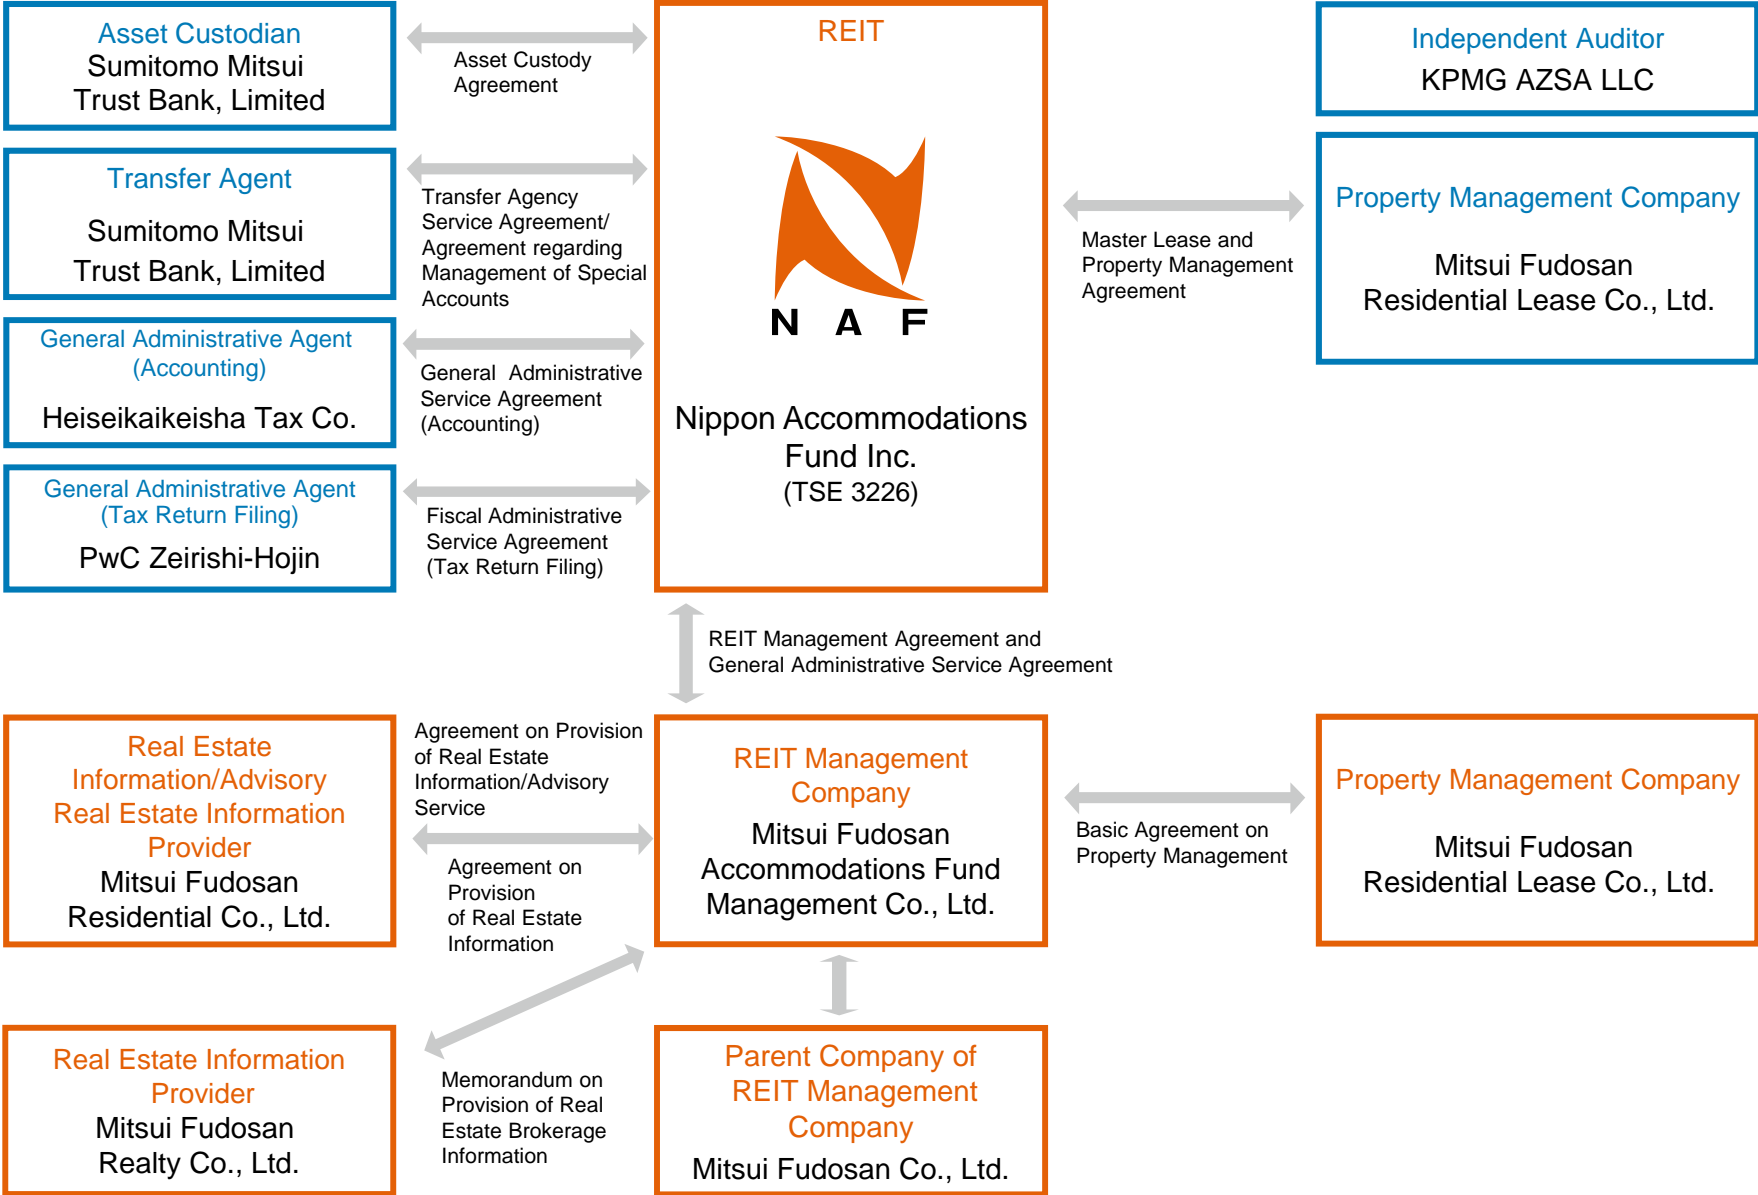 Asset Custodian
Sumitomo Mitsui
Trust Bank, Limited
Asset Custody
Agreement
Transfer Agent
Sumitomo Mitsui
Trust Bank, Limited
Transfer Agency
Service Agreement/
Agreement regarding
Management of Special
Accounts
General Administrative Agent
(Accounting)
Heiseikaikeisha Tax Co.
General Administrative
Service Agreement
(Accounting)
General Administrative Agent
(Tax Return Filing)
PwC Zeirishi-Hojin
Fiscal Administrative
Service Agreement
(Tax Return Filing)
REIT
N A F
Nippon Accommodations
Fund Inc.
(TSE 3226)
Independent Auditor
KPMG AZSA LLC
Master Lease and
Property Management
Agreement
Property Management Company
Mitsui Fudosan
Residential Lease Co., Ltd.
REIT Management Agreement and
General Administrative Service Agreement
Real Estate
Information/Advisory
Real Estate Information
Provider
Mitsui Fudosan
Residential Co., Ltd.
Agreement on Provision
of Real Estate
Information/Advisory
Service
Agreement on
Provision
of Real Estate
Information
REIT Management
Company
Mitsui Fudosan
Accommodations Fund
Management Co., Ltd.
Basic Agreement on
Property Management
Property Management Company
Mitsui Fudosan
Residential Lease Co., Ltd.
Real Estate Information
Provider
Mitsui Fudosan
Realty Co., Ltd.
Memorandum on
Provision of Real
Estate Brokerage
Information
Parent Company of
REIT Management
Company
Mitsui Fudosan Co., Ltd.